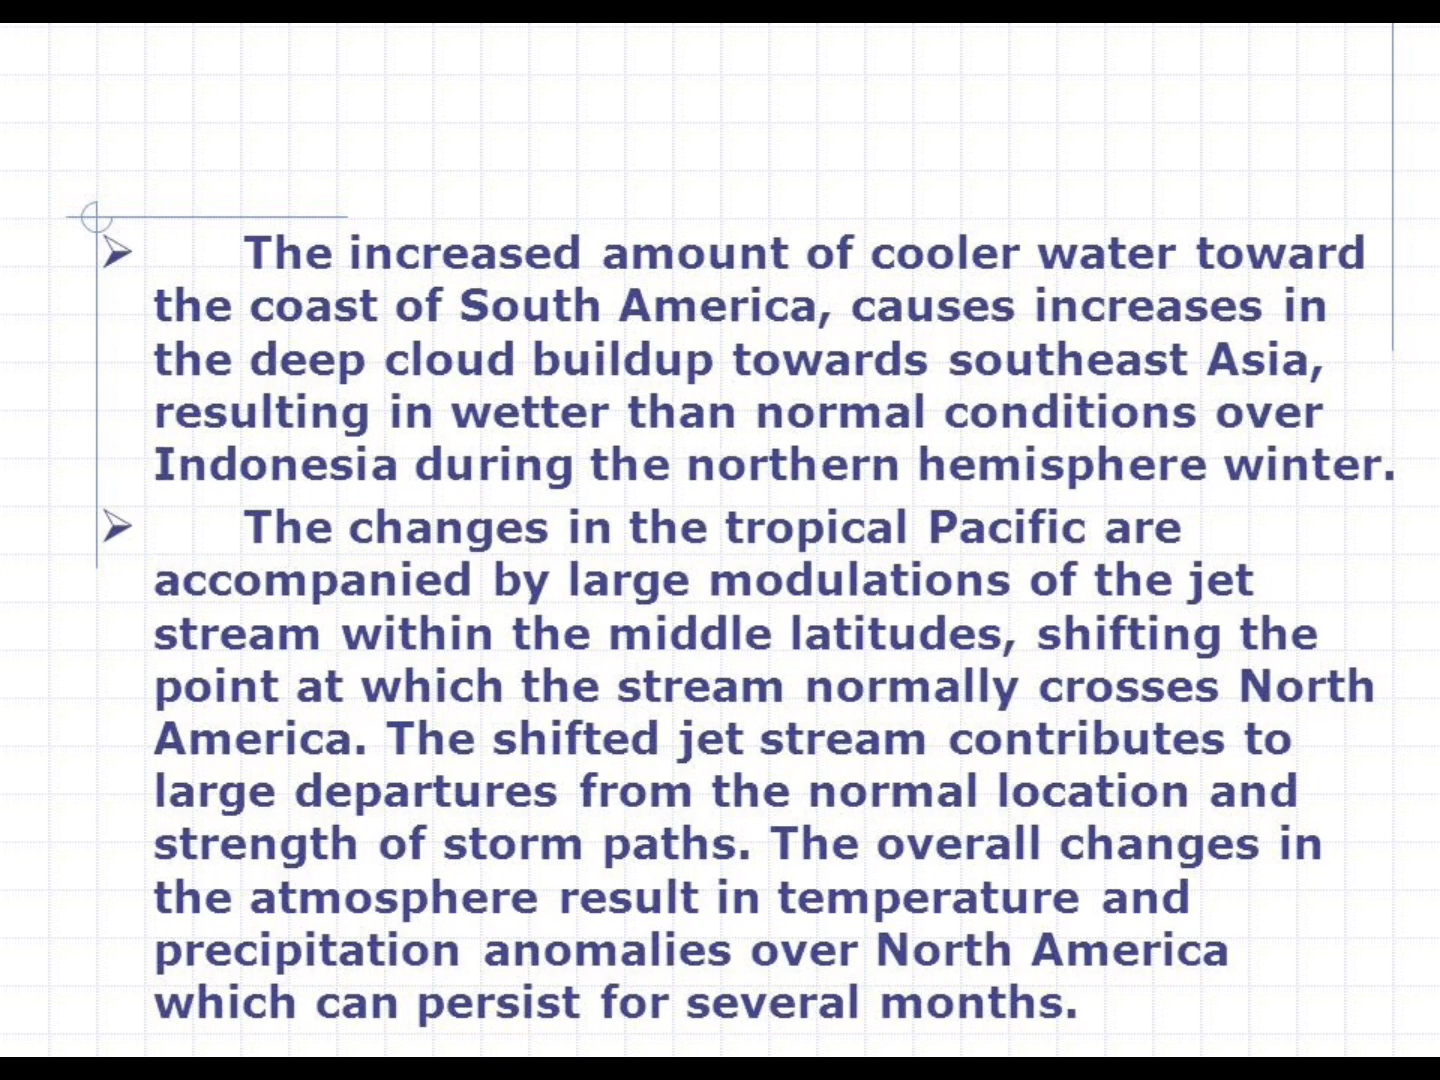 ➢ The increased amount of cooler water toward
the coast of South America, causes increases in
the deep cloud buildup towards southeast Asia,
resulting in wetter than normal conditions over
Indonesia during the northern hemisphere winter.
➢ The changes in the tropical Pacific are
accompanied by large modulations of the jet
stream within the middle latitudes, shifting the
point at which the stream normally crosses North
America. The shifted jet stream contributes to
large departures from the normal location and
strength of storm paths. The overall changes in
the atmosphere result in temperature and
precipitation anomalies over North America
which can persist for several months.